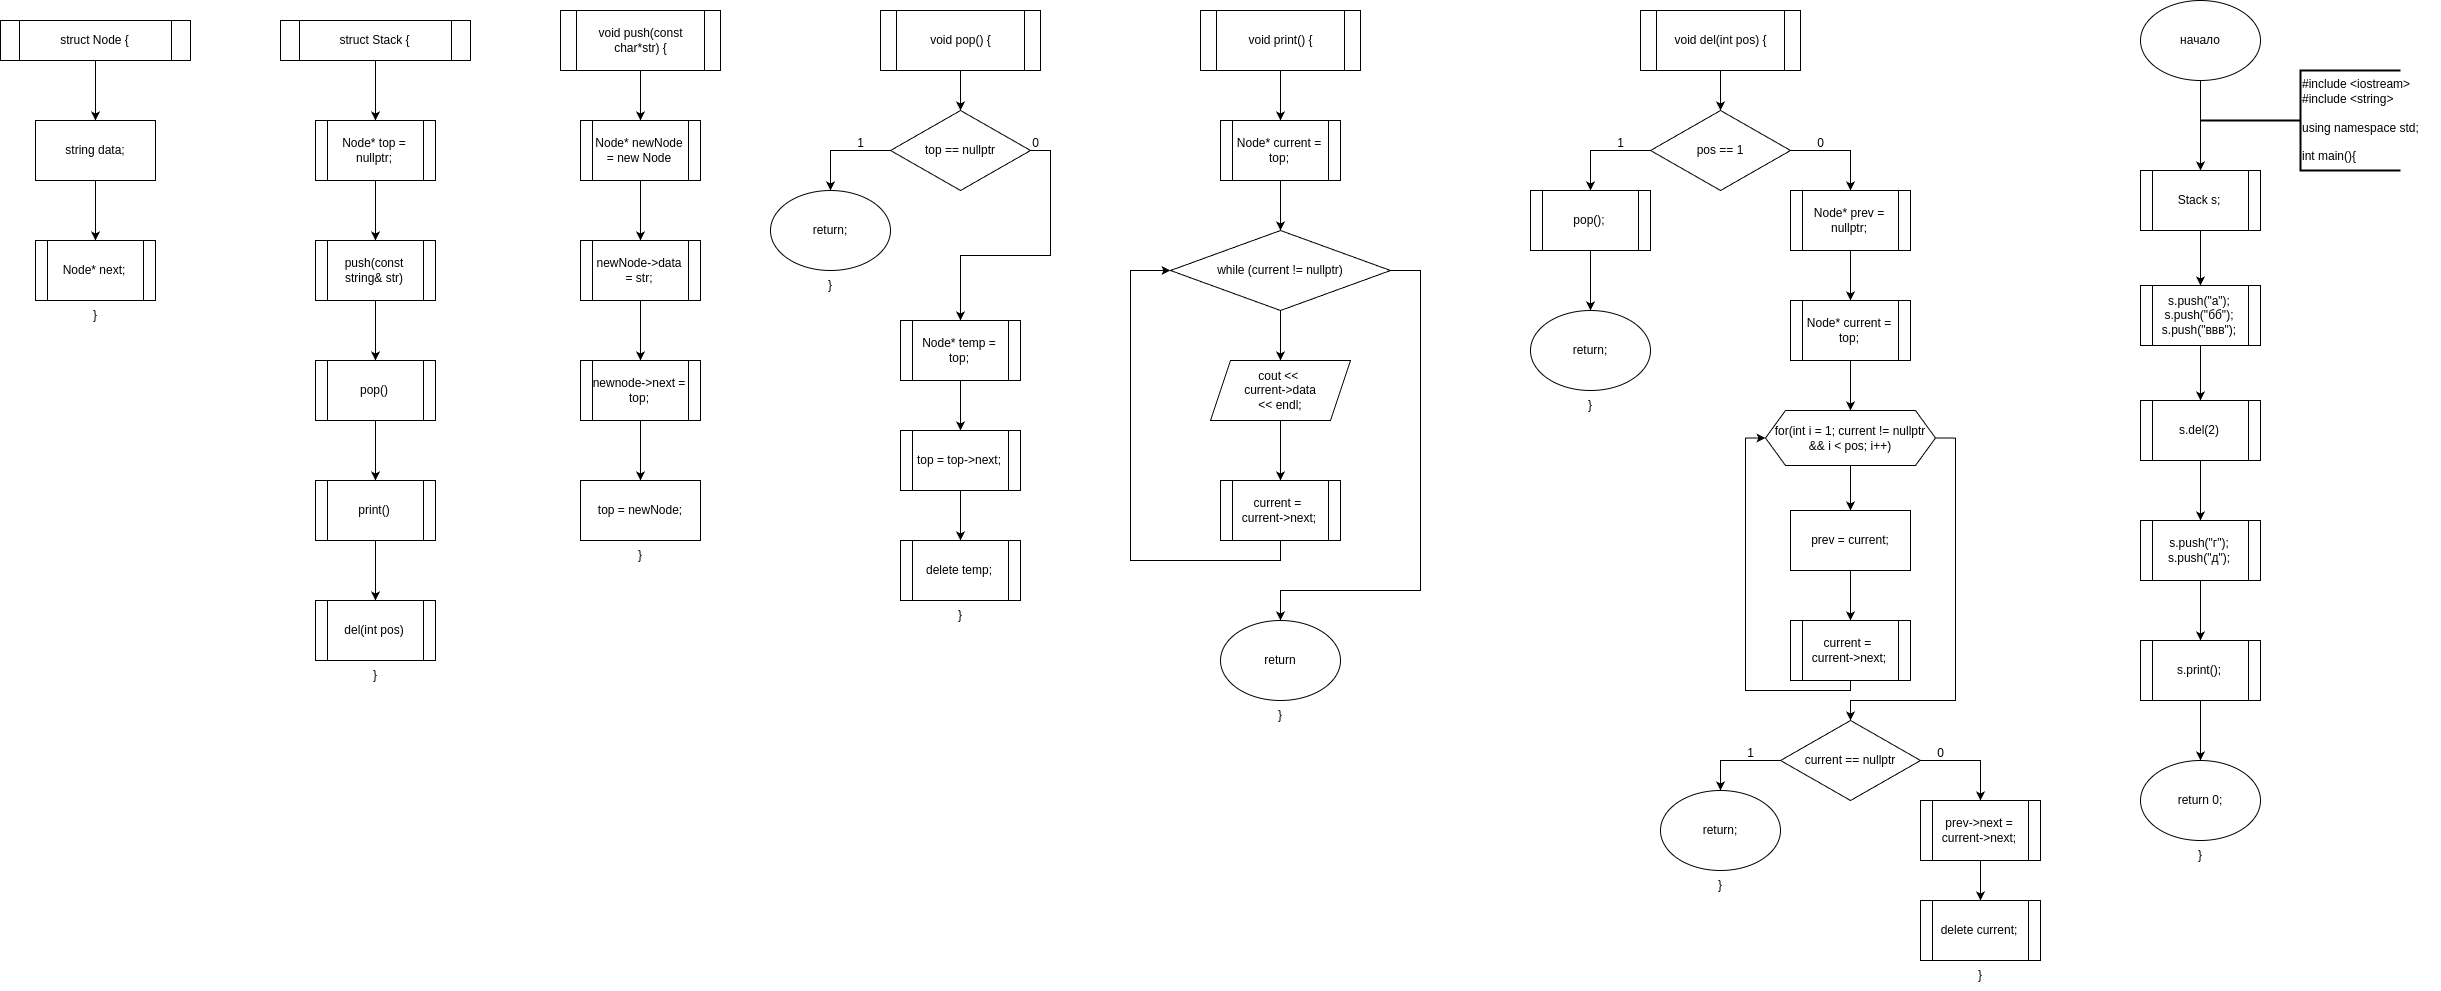 struct Node {
string data;
Node* next;
}
struct Stack {
Node* top =
nullptr;
push(const
string& str)
pop()
print()
del(int pos)
}
void push(const
char*str) {
Node* newNode
= new Node
newNode->data
= str;
newnode->next =
top;
top = newNode;
}
void pop() {
top == nullptr
1
0
return;
}
Node* temp =
top;
top = top->next;
delete temp;
}
void print() {
Node* current =
top;
while (current != nullptr)
cout <<
current->data
<< endl;
current =
current->next;
return
}
void del(int pos) {
pos == 1
1
0
pop();
return;
}
Node* prev =
nullptr;
Node* current =
top;
for(int i = 1; current != nullptr
&& i < pos; i++)
prev = current;
current =
current->next;
current == nullptr
1
0
return;
}
prev->next =
current->next;
delete current;
}
начало
#include <iostream>
#include <string>
using namespace std;
int main(){
Stack s;
s.push("а");
s.push("бб");
s.push("ввв");
s.del(2)
s.push("г");
s.push("д");
s.print();
return 0;
}